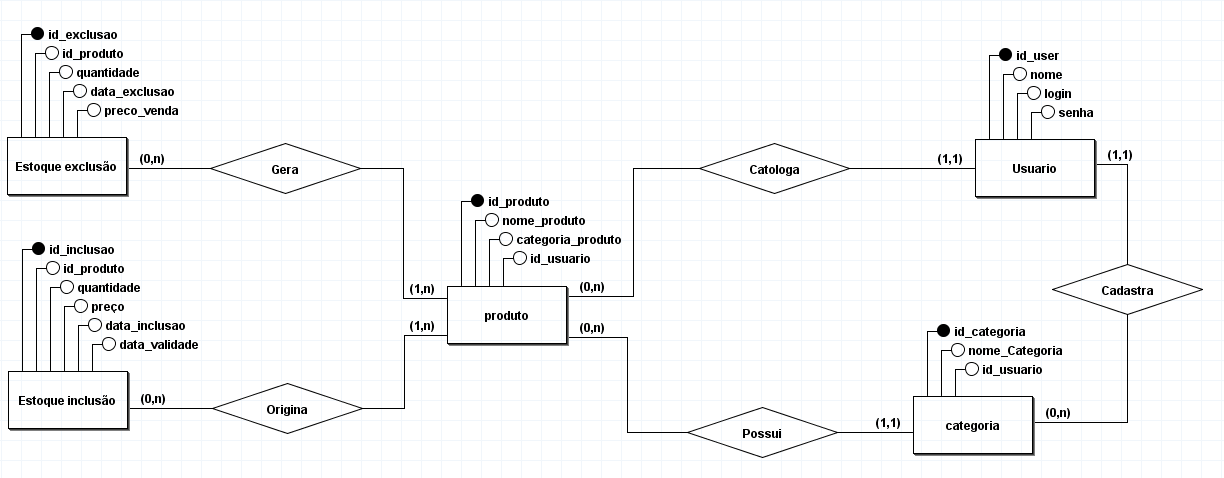 id_exclusao
id_produto
quantidade
data_exclusao
preco_venda
Estoque exclusão
(0,n)
Gera
(1,n)
id_inclusao
id_produto
quantidade
preço
data_inclusao
data_validade
Estoque inclusão
(0,n)
Origina
(1,n)
id_produto
nome_produto
categoria_produto
id_usuario
produto
(0,n)
(0,n)
Catologa
(1,1)
id_user
nome
login
senha
Usuario
(1,1)
Cadastra
(0,n)
id_categoria
nome_Categoria
id_usuario
categoria
(1,1)
Possui